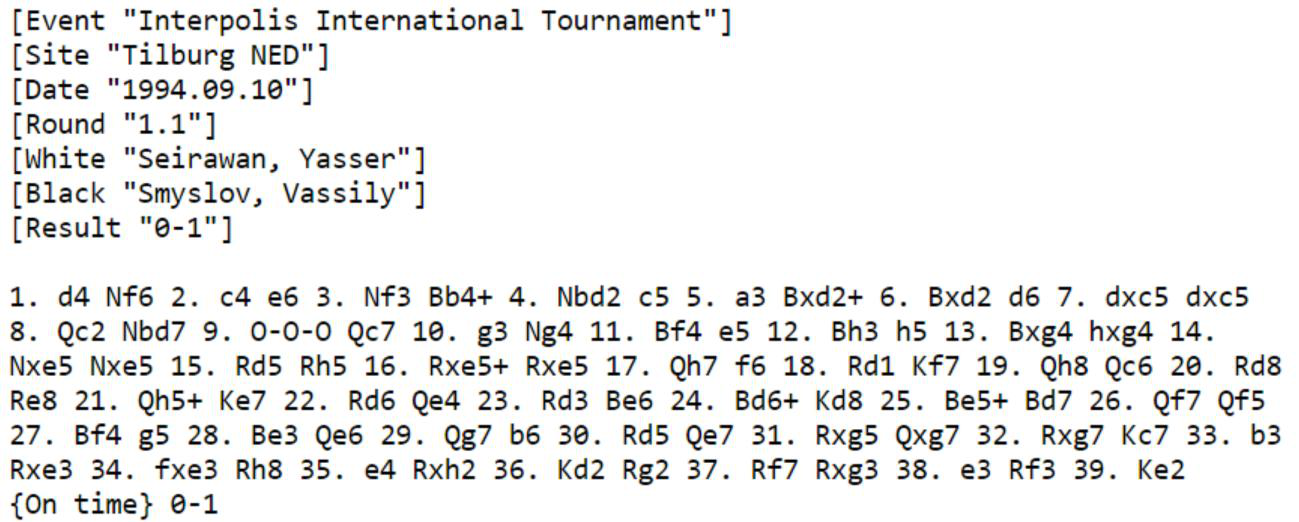 [Event "Interpolis International Tournament"]
[Site "Tilburg NED"]
[Date "1994.09.10"]
[Round "1.1"]
[White "Seirawan, Yasser"]
[Black "Smyslov, Vassily"]
[Result "0-1"]

1. d4 Nf6 2. c4 e6 3. Nf3 Bb4+ 4. Nbd2 c5 5. a3 Bxd2+ 6. Bxd2 d6 7. dxc5 dxc5
8. Qc2 Nbd7 9. O-O-O Qc7 10. g3 Ng4 11. Bf4 e5 12. Bh3 h5 13. Bxg4 hxg4 14.
Nxe5 Nxe5 15. Rd5 Rh5 16. Rxe5+ Rxe5 17. Qh7 f6 18. Rd1 Kf7 19. Qh8 Qc6 20. Rd8
Re8 21. Qh5+ Ke7 22. Rd6 Qe4 23. Rd3 Be6 24. Bd6+ Kd8 25. Be5+ Bd7 26. Qf7 Qf5
27. Bf4 g5 28. Be3 Qe6 29. Qg7 b6 30. Rd5 Qe7 31. Rxg5 Qxg7 32. Rxg7 Kc7 33. b3
Rxe3 34. fxe3 Rh8 35. e4 Rxh2 36. Kd2 Rg2 37. Rf7 Rxg3 38. e3 Rf3 39. Ke2
{On time} 0-1